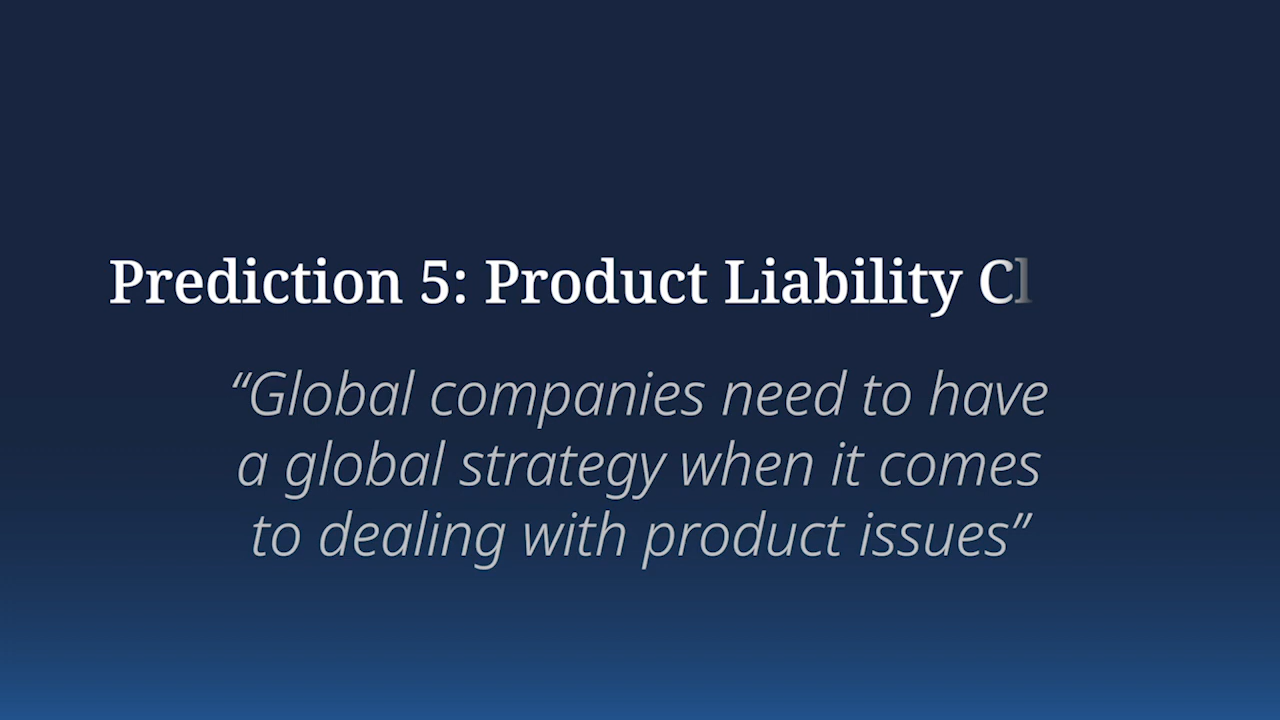 Prediction 5: Product Liability Cl
“Global companies need to have
a global strategy when it comes
to dealing with product issues”